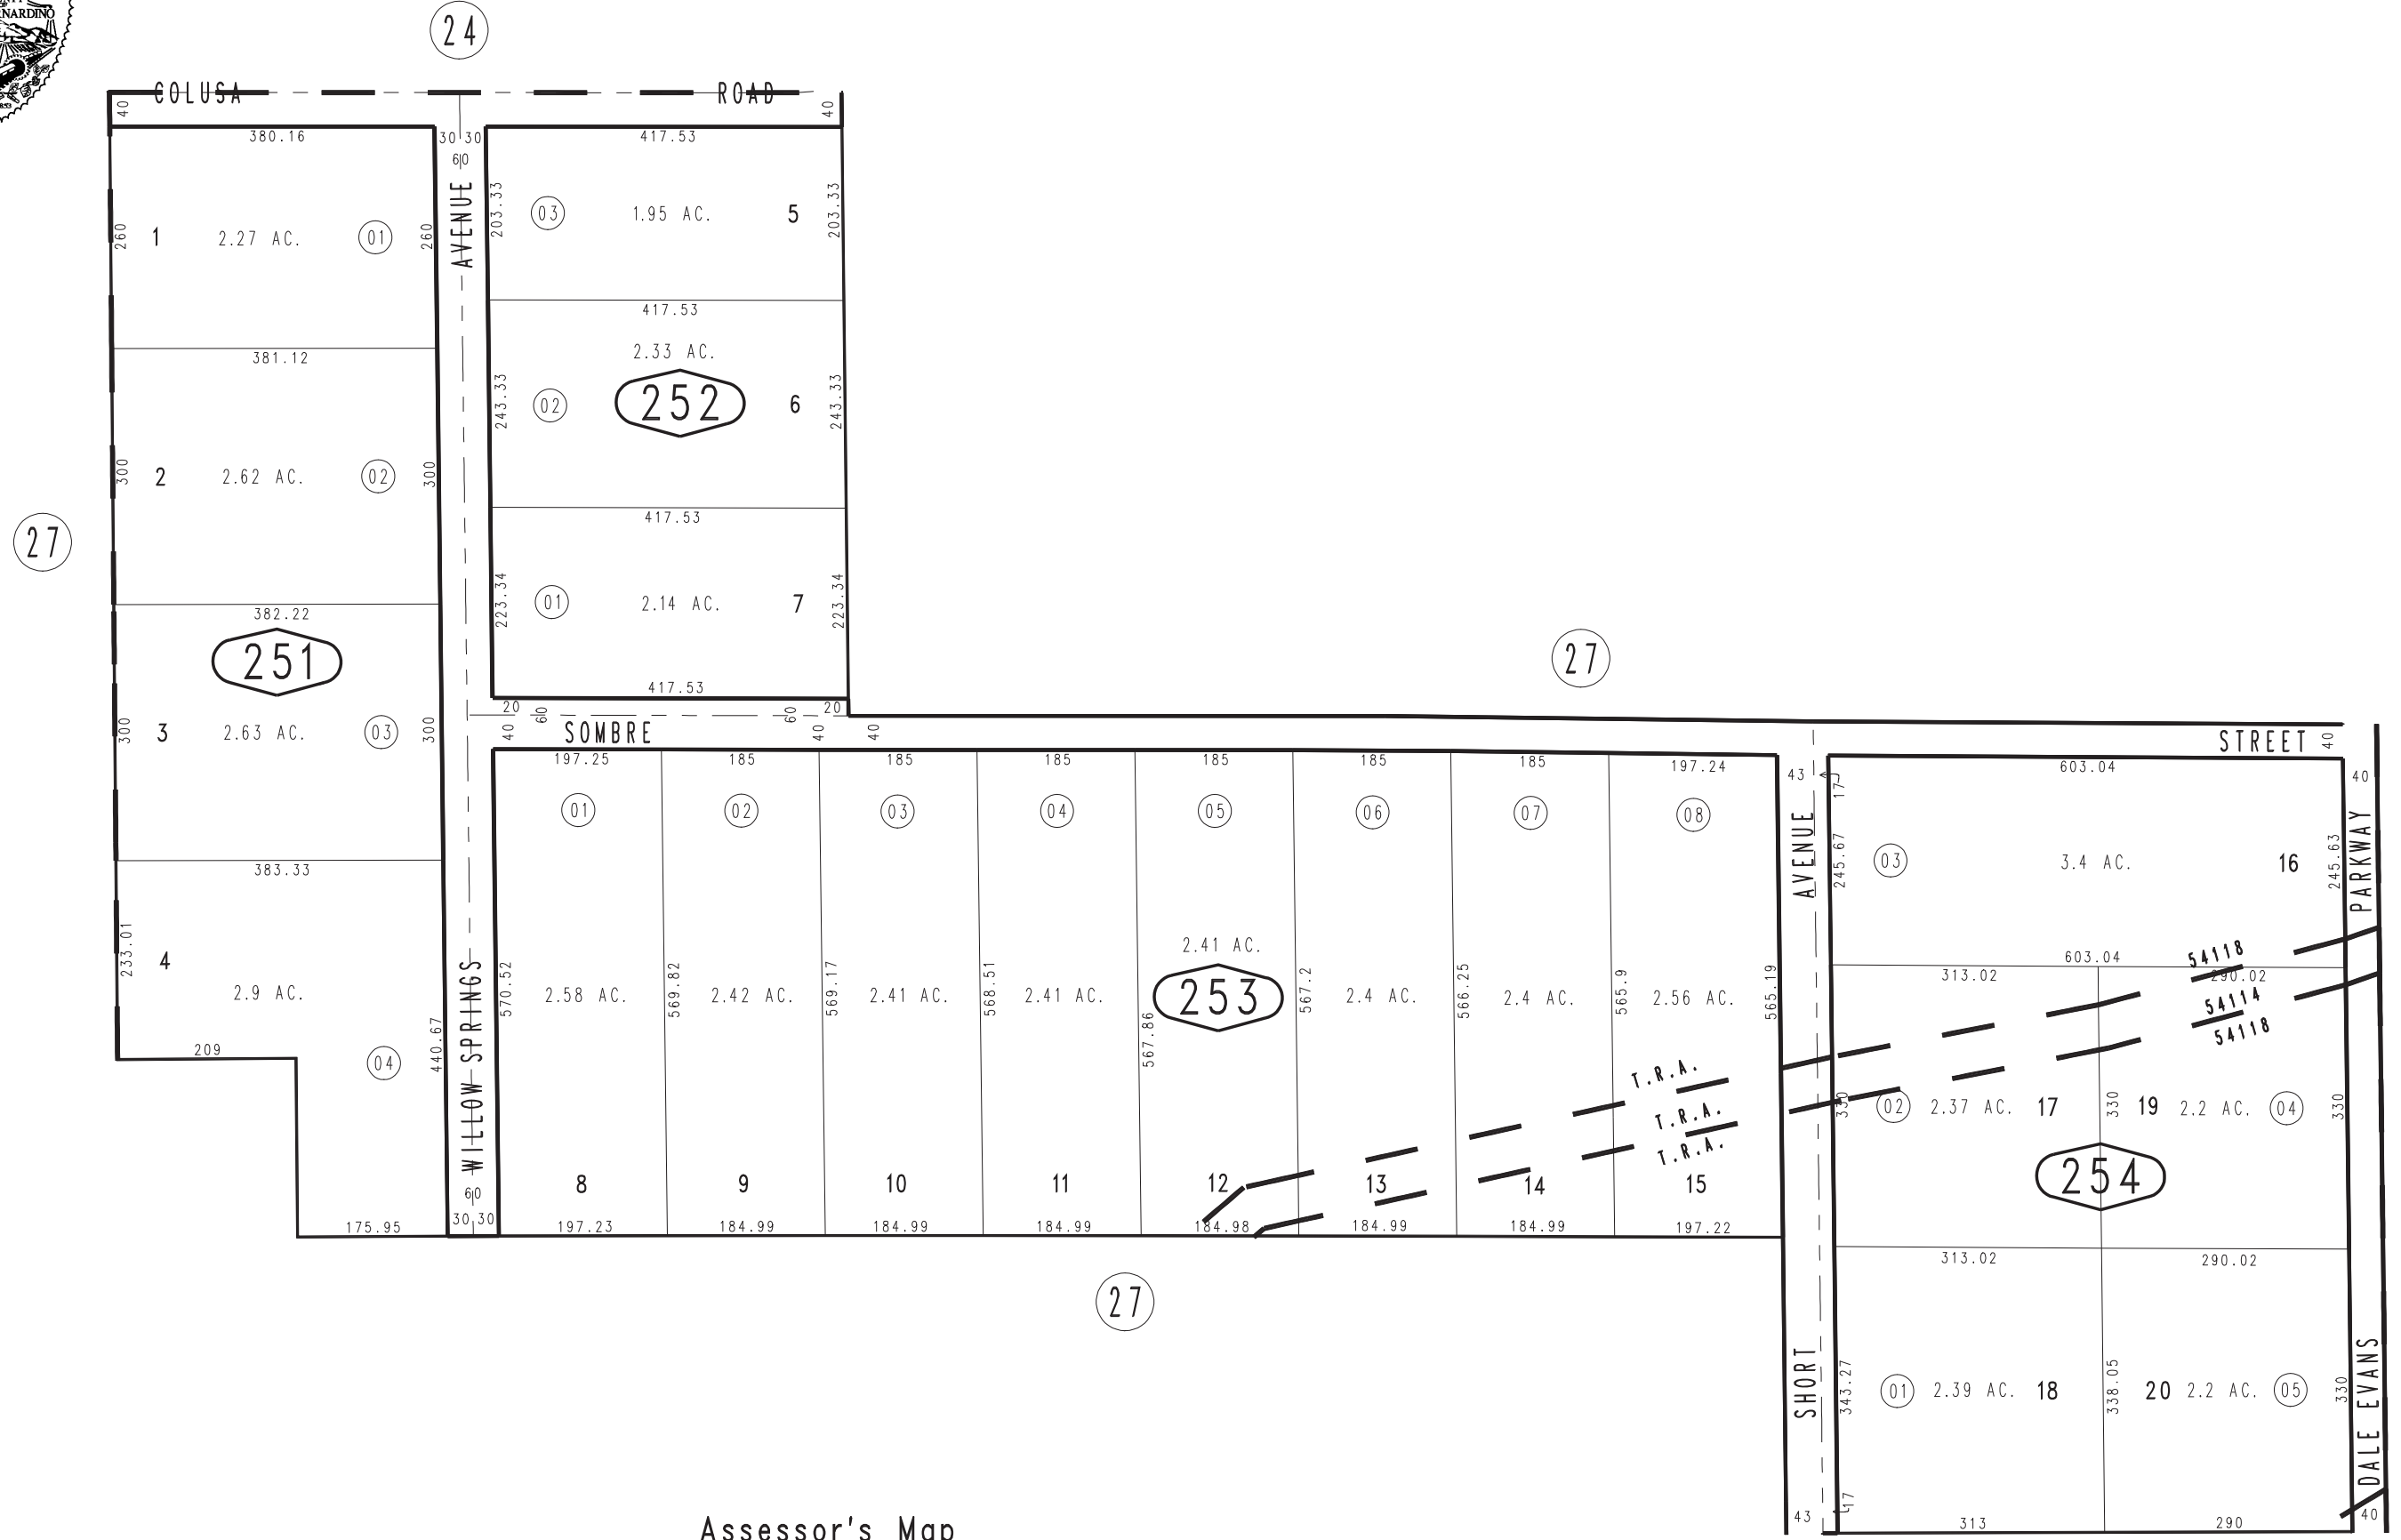 NARDINO
24
COLUSA ROAD
40 40
380.16 30 30 417.53
60
AVENUE
260 1 2.27 AC. 01 260
203.33 03 1.95 AC. 5 203.33
381.12
417.53
2.33 AC.
243.33 02 252 6 243.33
300 2 2.62 AC. 02 300
27
417.53
223.34 01 2.14 AC. 7 223.34
382.22
251
417.53
27
300 3 2.63 AC. 03 300
20 60 60 20
40 SOMBRE 40 40 STREET 40
197.25 185 185 185 185 185 185 197.24
43 17 603.04 40
01 02 03 04 05 06 07 08
AVENUE PARKWAY
383.33
245.67 03 3.4 AC. 16 245.63
233.01 4
2.9 AC.
2.41 AC.
603.04 54118
313.02 290.02
570.52 2.58 AC. 569.82 2.42 AC. 569.17 2.41 AC. 568.51 2.41 AC. 567.86 253 567.2 2.4 AC. 566.25 2.4 AC. 565.9 2.56 AC. 565.19
54114
54118
209
440.67
04
WILLOW SPRINGS
T.R.A.
T.R.A.
T.R.A.
330 02 2.37 AC. 17 330 19 2.2 AC. 04 330
254
8 9 10 11 12 13 14 15
60
175.95 30 30 197.23 184.99 184.99 184.99 184.98 184.99 184.99 197.22
313.02 290.02
27
SHORT
343.27 01 2.39 AC. 18 338.05 20 2.2 AC. 05 330
DALE EVANS
43 17 313 290 40
Assessor's Map